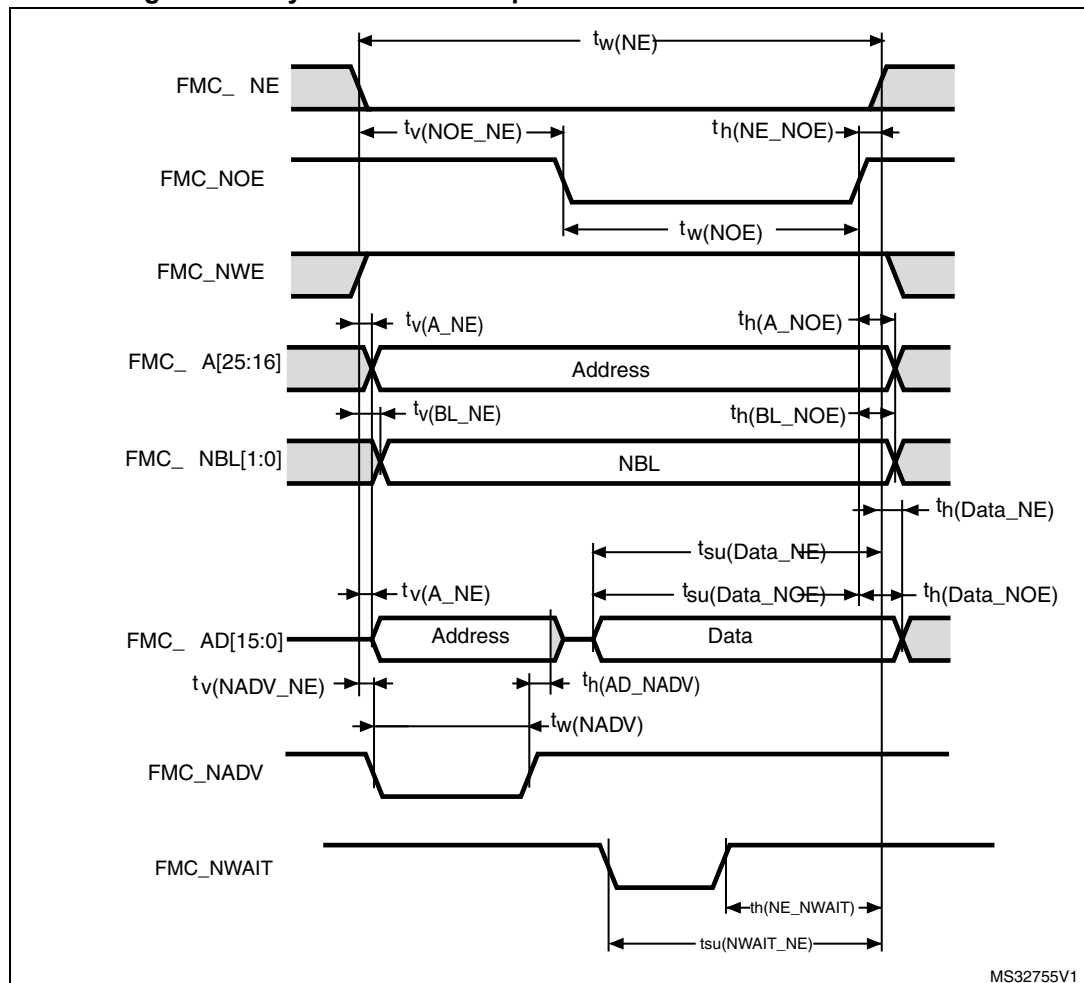 tw(NE)
FMC_ NE
tv(NOE_NE)
th(NE_NOE)
FMC_NOE
tw(NOE)
FMC_NWE
tv(A_NE)
th(A_NOE)
FMC_ A[25:16]
Address
tv(BL_NE)
th(BL_NOE)
FMC_ NBL[1:0]
NBL
th(Data_NE)
tsu(Data_NE)
tv(A_NE)
tsu(Data_NOE)
th(Data_NOE)
FMC_ AD[15:0]
Address
Data
tv(NADV_NE)
th(AD_NADV)
tw(NADV)
FMC_NADV
FMC_NWAIT
th(NE_NWAIT)
tsu(NWAIT_NE)
MS32755V1